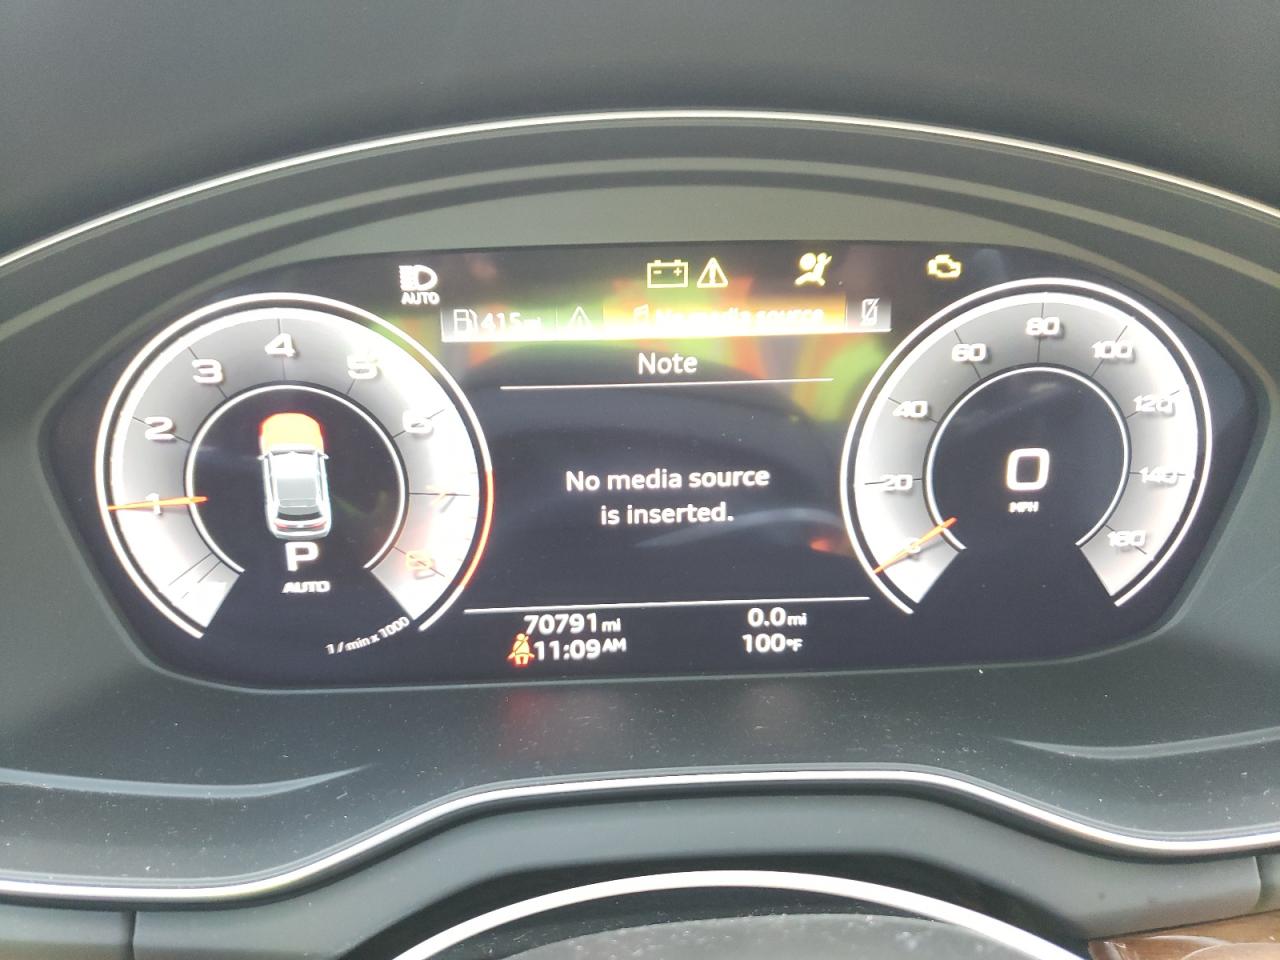 AUTO
415 mi
No media source
Note
No media source
is inserted.
1
2
3
4
5
6
7
8
P
AUTO
1/min x 1000
20
40
60
80
100
120
140
160
0
MPH
70791 mi
0.0 mi
11:09 AM
100°F